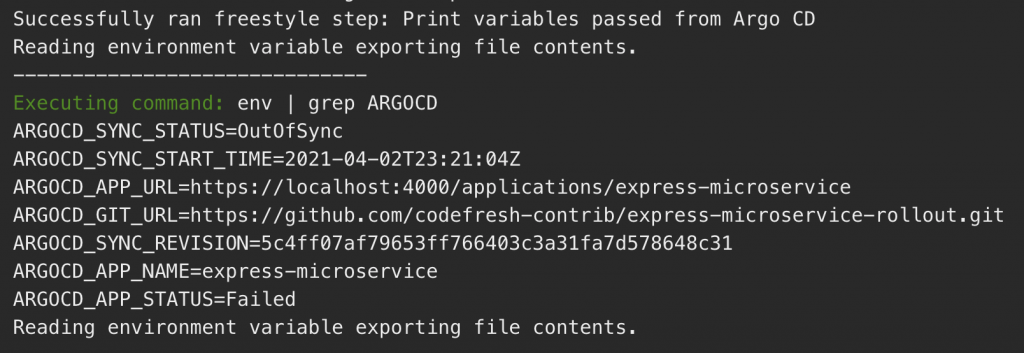 Successfully ran freestyle step: Print variables passed from Argo CD
Reading environment variable exporting file contents.
------------------------------
Executing command: env | grep ARGOCD
ARGOCD_SYNC_STATUS=OutOfSync
ARGOCD_SYNC_START_TIME=2021-04-02T23:21:04Z
ARGOCD_APP_URL=https://localhost:4000/applications/express-microservice
ARGOCD_GIT_URL=https://github.com/codefresh-contrib/express-microservice-rollout.git
ARGOCD_SYNC_REVISION=5c4ff07af79653ff766403c3a31fa7d578648c31
ARGOCD_APP_NAME=express-microservice
ARGOCD_APP_STATUS=Failed
Reading environment variable exporting file contents.